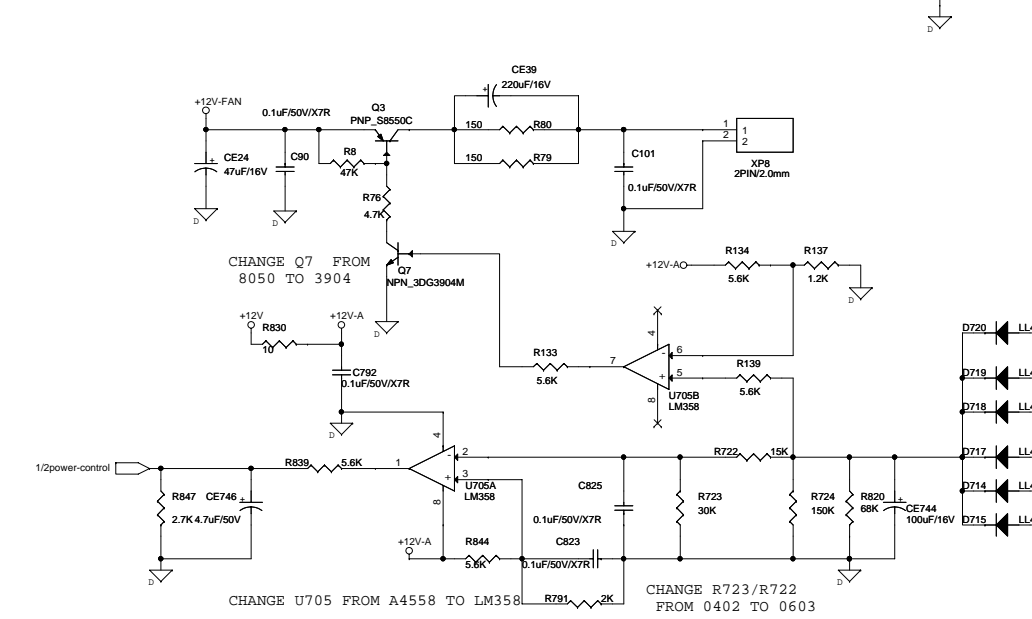 D
CE39
220uF/16V
+12V-FAN
0.1uF/50V/X7R
Q3
PNP_S8550C
150
R80
1
2
1
2
CE24
47uF/16V
C90
R8
47K
150
R79
C101
XP8
2PIN/2.0mm
0.1uF/50V/X7R
R76
4.7K
D
D
D
CHANGE Q7 FROM
8050 TO 3904
Q7
NPN_3DG3904M
+12V-A
R134
5.6K
R137
1.2K
D
+12V
+12V-A
R830
10
D
4
D720
LL4
C792
0.1uF/50V/X7R
R133
5.6K
7
-
6
+
5
R139
5.6K
U705B
LM358
8
D719
LL4
D718
LL4
D
4
1/2power-control
R839
5.6K
1
-
2
+
3
U705A
LM358
8
R722
15K
D717
LL4
R847
2.7K
CE746
4.7uF/50V
C825
0.1uF/50V/X7R
R723
30K
R724
150K
R820
68K
CE744
100uF/16V
D714
LL4
D715
LL4
+12V-A
R844
5.6K
C823
0.1uF/50V/X7R
D
D
R791
2K
CHANGE U705 FROM A4558 TO LM358
CHANGE R723/R722
FROM 0402 TO 0603